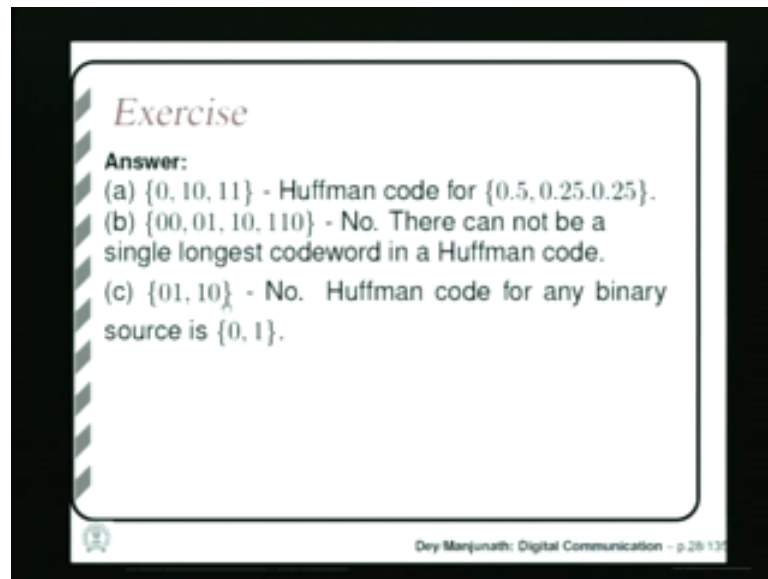 Exercise
Answer:
(a) {0, 10, 11} - Huffman code for {0.5, 0.25.0.25}.
(b) {00, 01, 10, 110} - No. There can not be a
single longest codeword in a Huffman code.
(c) {01, 10} - No. Huffman code for any binary
source is {0, 1}.
Dey Manjunath: Digital Communication – p.28/135